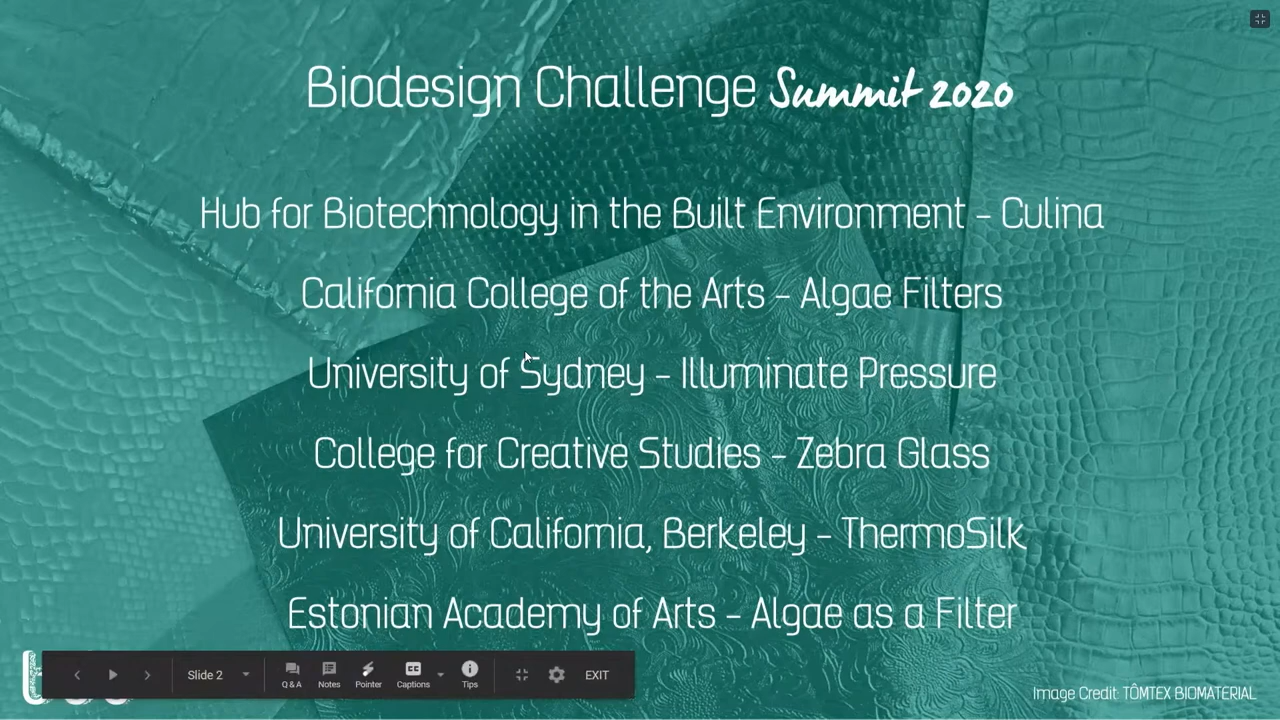 Biodesign Challenge Summit 2020
Hub for Biotechnology in the Built Environment - Culina
California College of the Arts - Algae Filters
University of Sydney - Illuminate Pressure
College for Creative Studies - Zebra Glass
University of California, Berkeley - ThermoSilk
Estonian Academy of Arts - Algae as a Filter
Slide 2
Q & A
Notes
Pointer
Captions
Tips
EXIT
Image Credit: TÔMTEX BIOMATERIAL